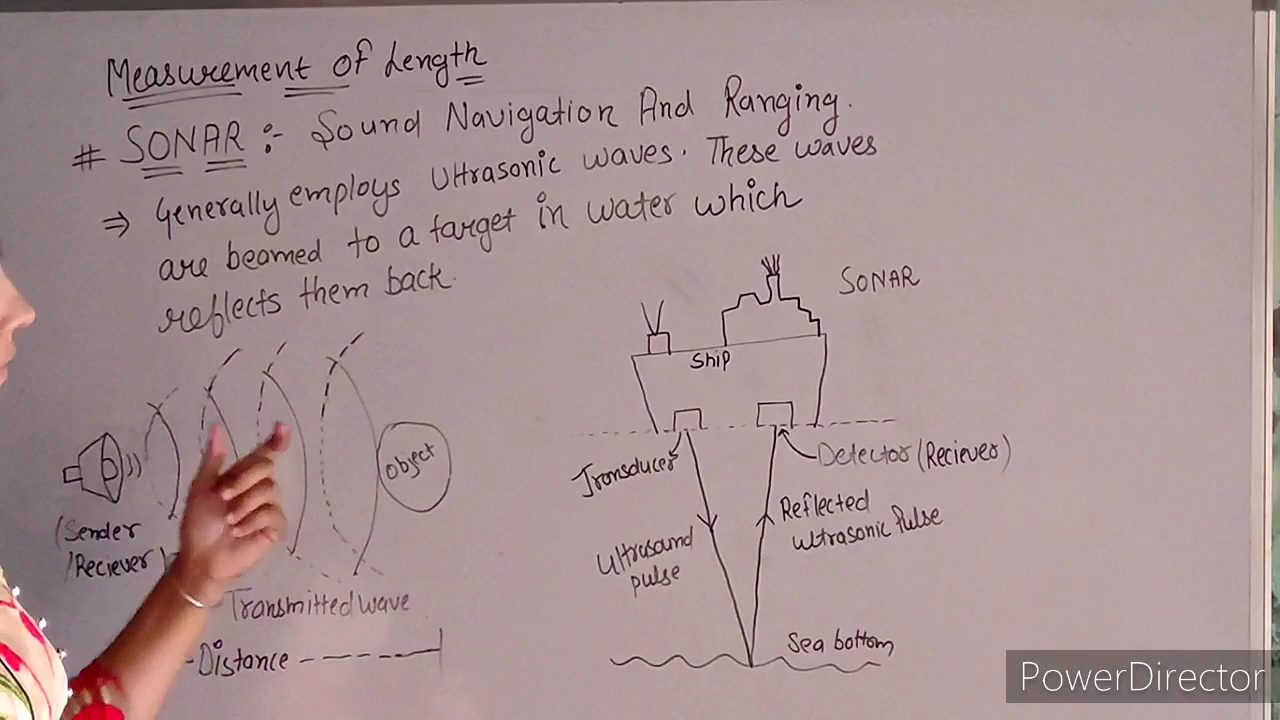 Measurement of Length
# SONAR :- Sound Navigation And Ranging.
⇒ Generally employs Ultrasonic waves. These waves
are beamed to a target in water which
reflects them back.
SONAR
Ship
Object
(Sender
/Reciever)
Transmitted wave
Distance
Transducer
Detector (Reciever)
Ultrasound
pulse
Reflected
ultrasonic Pulse
Sea bottom
PowerDirector